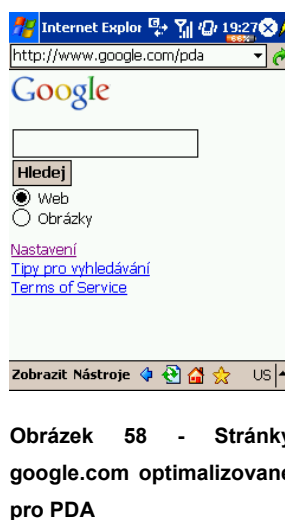 Internet Explor 19:27
66%
http://www.google.com/pda
Google
Hledej
Web
Obrázky
Nastavení
Tipy pro vyhledávání
Terms of Service
Zobrazit Nástroje US
Obrázek 58 - Stránky
google.com optimalizované
pro PDA